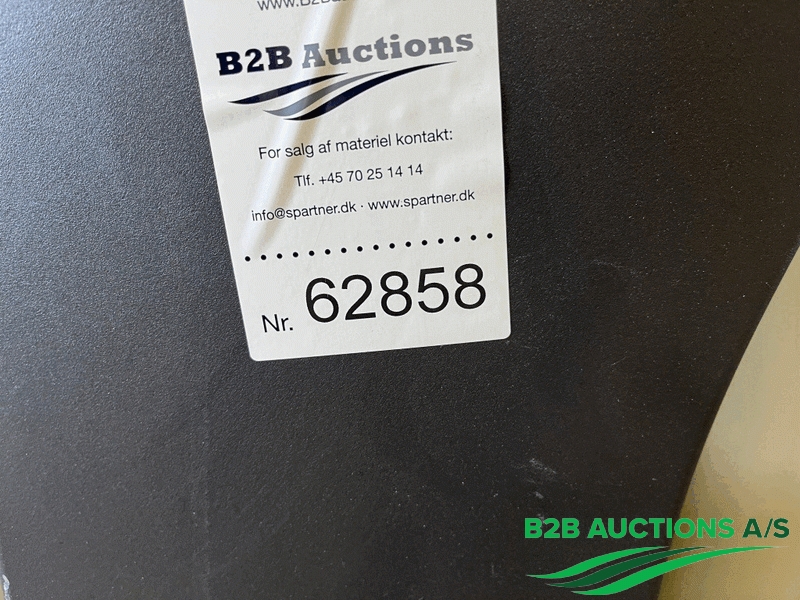 B2B Auctions
For salg af materiel kontakt:
Tlf. +45 70 25 14 14
info@spartner.dk · www.spartner.dk
Nr. 62858
B2B AUCTIONS A/S